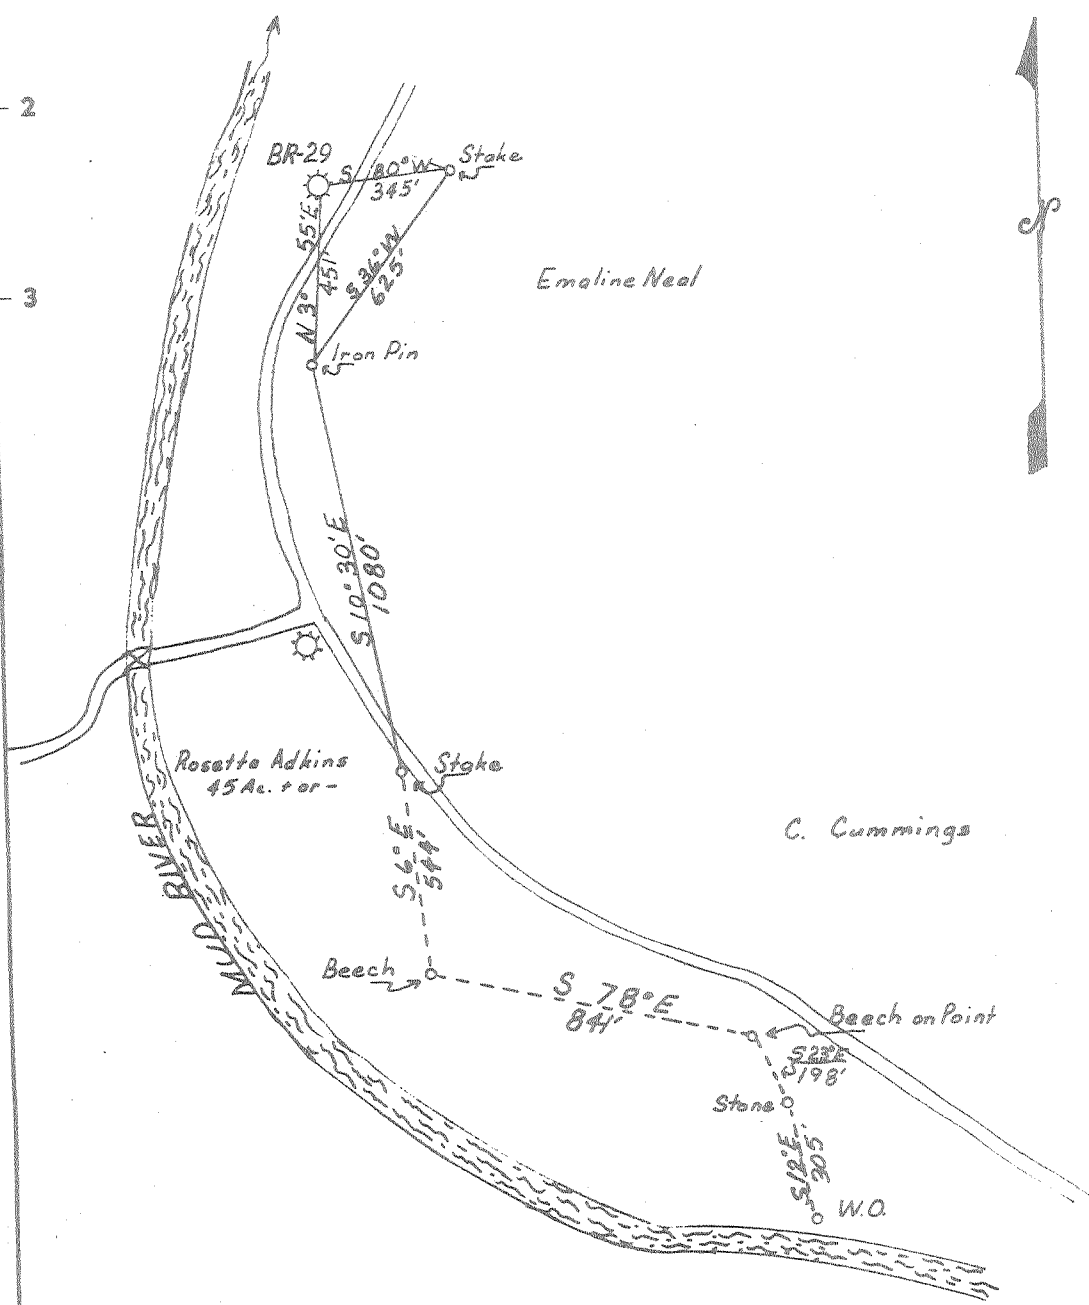 2
BR-29
S 80° W
345'
Stake
N 3° 55'E
451'
S 36° W
625'
3
Emaline Neal
Iron Pin
S 10° 30' E
1080'
Rosette Adkins
45 Ac. + or -
Stake
C. Cummings
MUD RIVER
S 6° E
544'
Beech
S 78° E
841'
Beech on Point
S 23° E
198'
Stone
S 12° E
305
W.O.